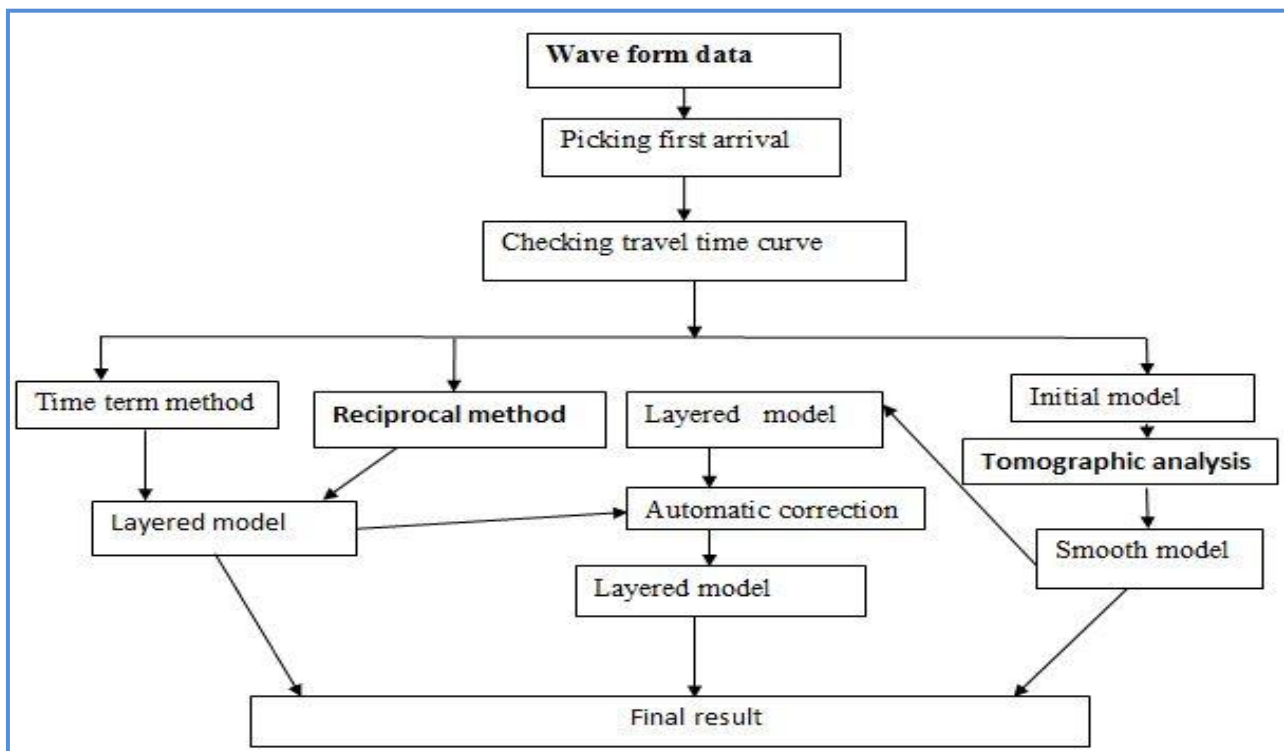 Wave form data
Picking first arrival
Checking travel time curve
Time term method
Reciprocal method
Layered model
Initial model
Tomographic analysis
Layered model
Automatic correction
Smooth model
Layered model
Final result